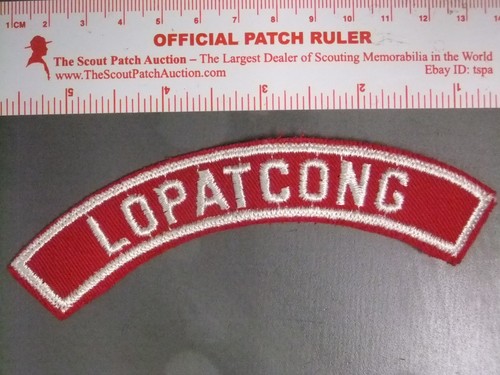 1CM 2 3 4 5 6 7 8 9 10 11 12 13 14
OFFICIAL PATCH RULER
The Scout Patch Auction – The Largest Dealer of Scouting Memorabilia in the World
www.TheScoutPatchAuction.com Ebay ID: tspa
5 4 3 2 1
LOPATCONG